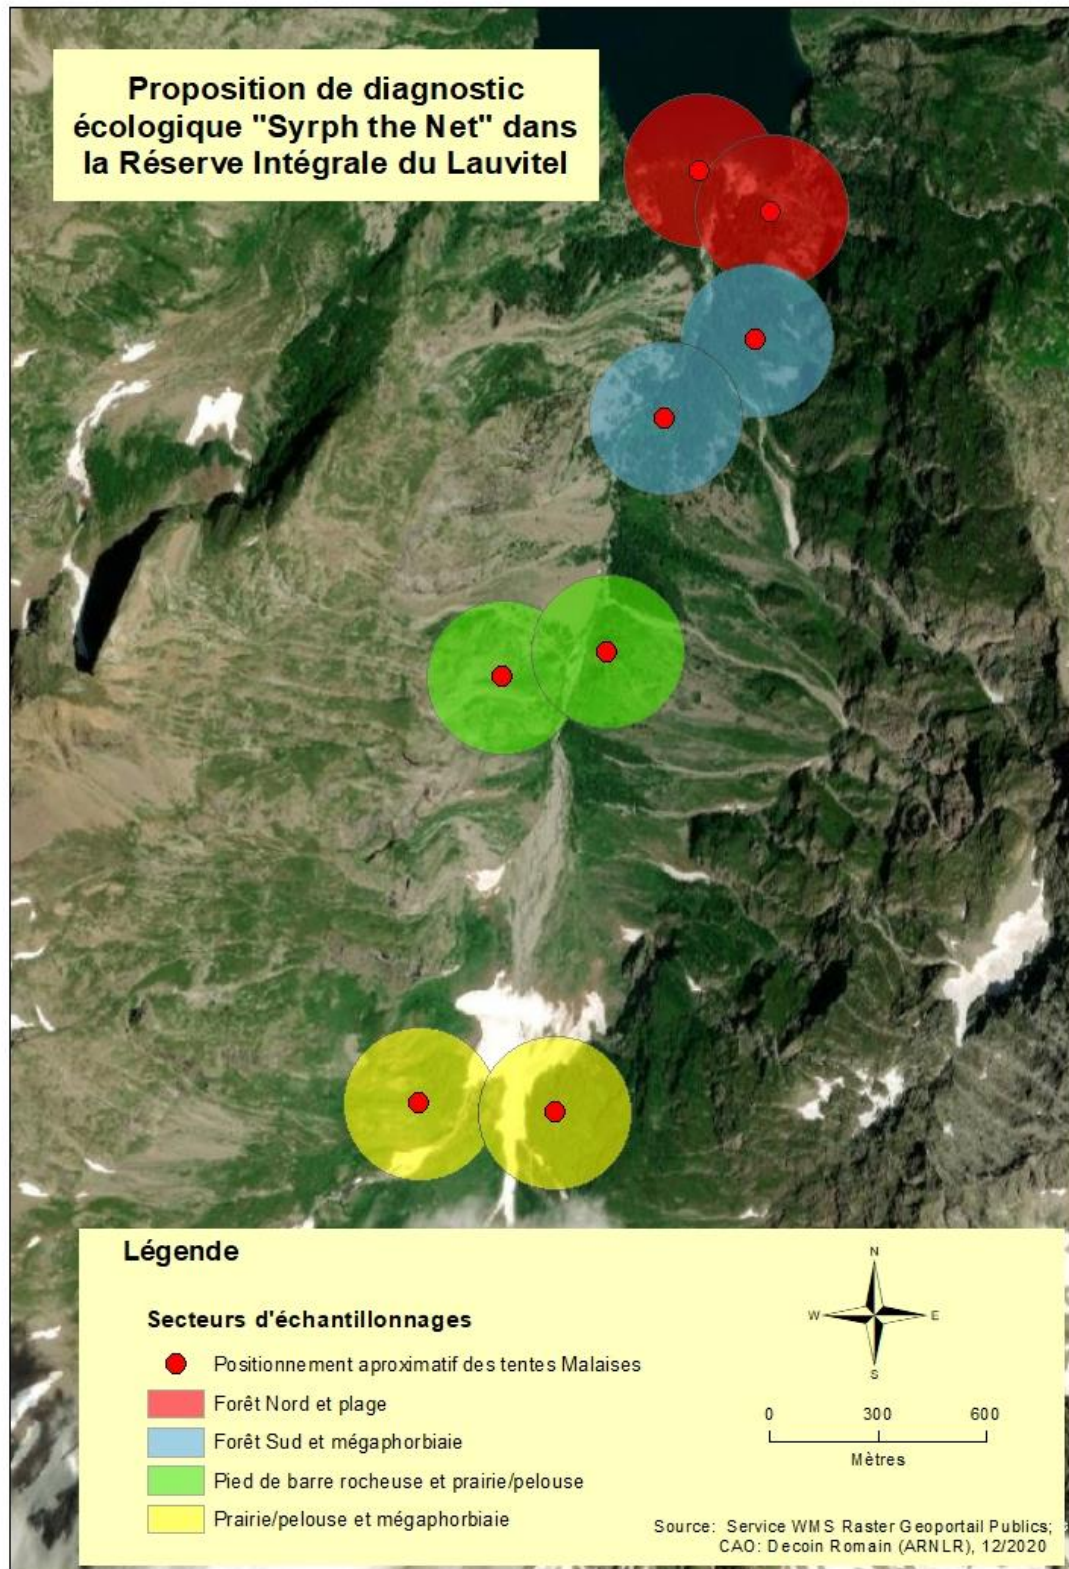 Proposition de diagnostic
écologique "Syrph the Net" dans
la Réserve Intégrale du Lauvitel
Légende
Secteurs d'échantillonnages
Positionnement aproximatif des tentes Malaises
Forêt Nord et plage
Forêt Sud et mégaphorbiaie
Pied de barre rocheuse et prairie/pelouse
Prairie/pelouse et mégaphorbiaie
N
W
E
S
0 300 600
Mètres
Source: Service WMS Raster Geoportail Publics;
CAO: Decoin Romain (ARNLR), 12/2020